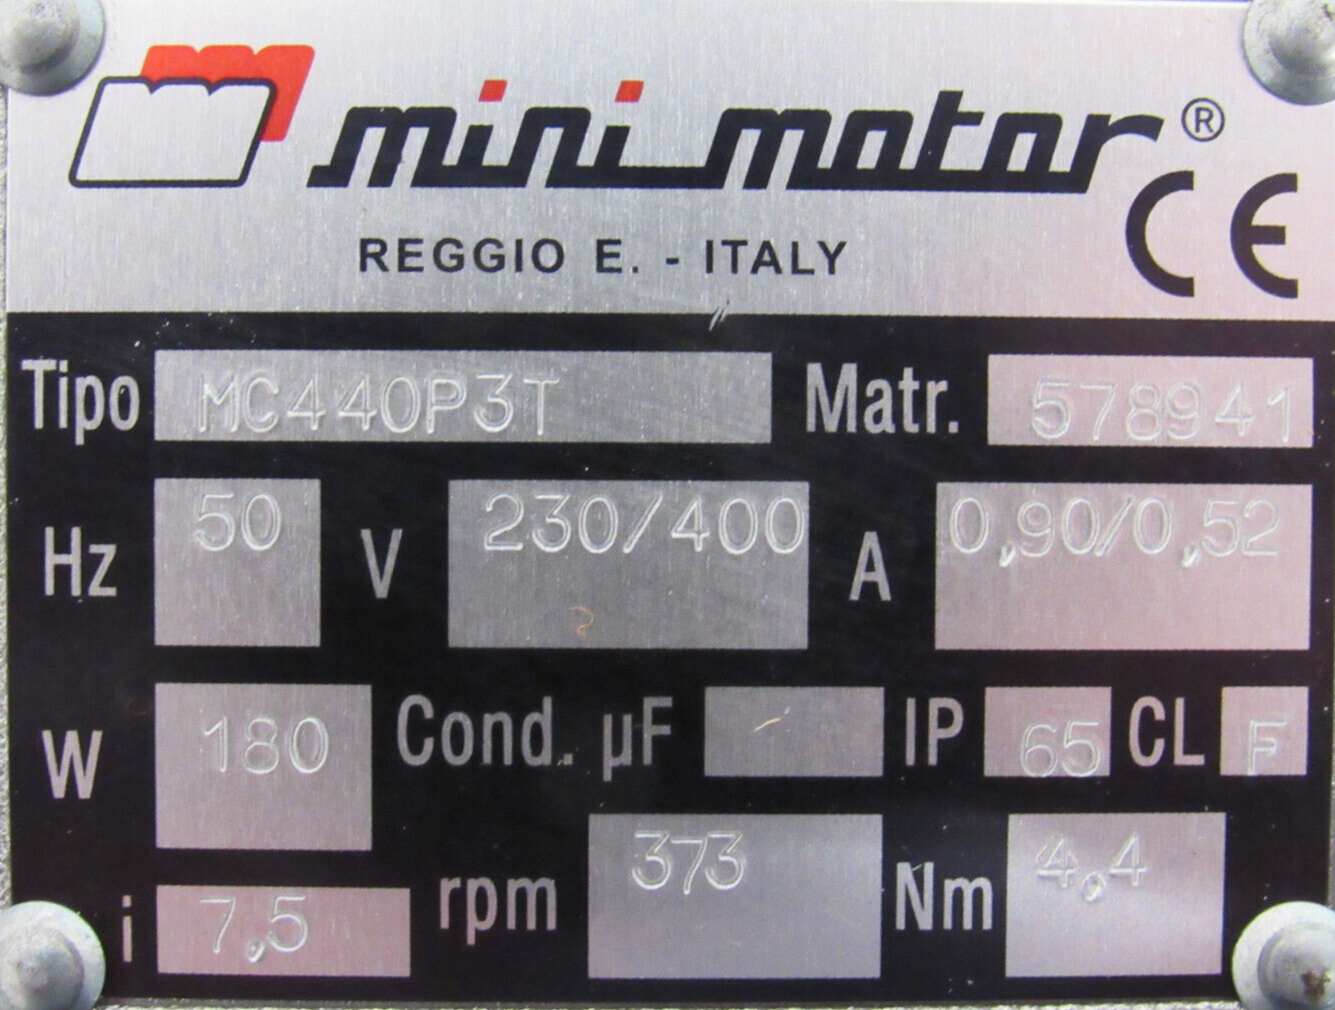 mini motor ®
CE
REGGIO E. - ITALY
Tipo MC440P3T Matr. 578941
Hz 50 V 230/400 A 0,90/0,52
W 180 Cond. µF IP 65 CL F
i 7,5 rpm 373 Nm 4,4